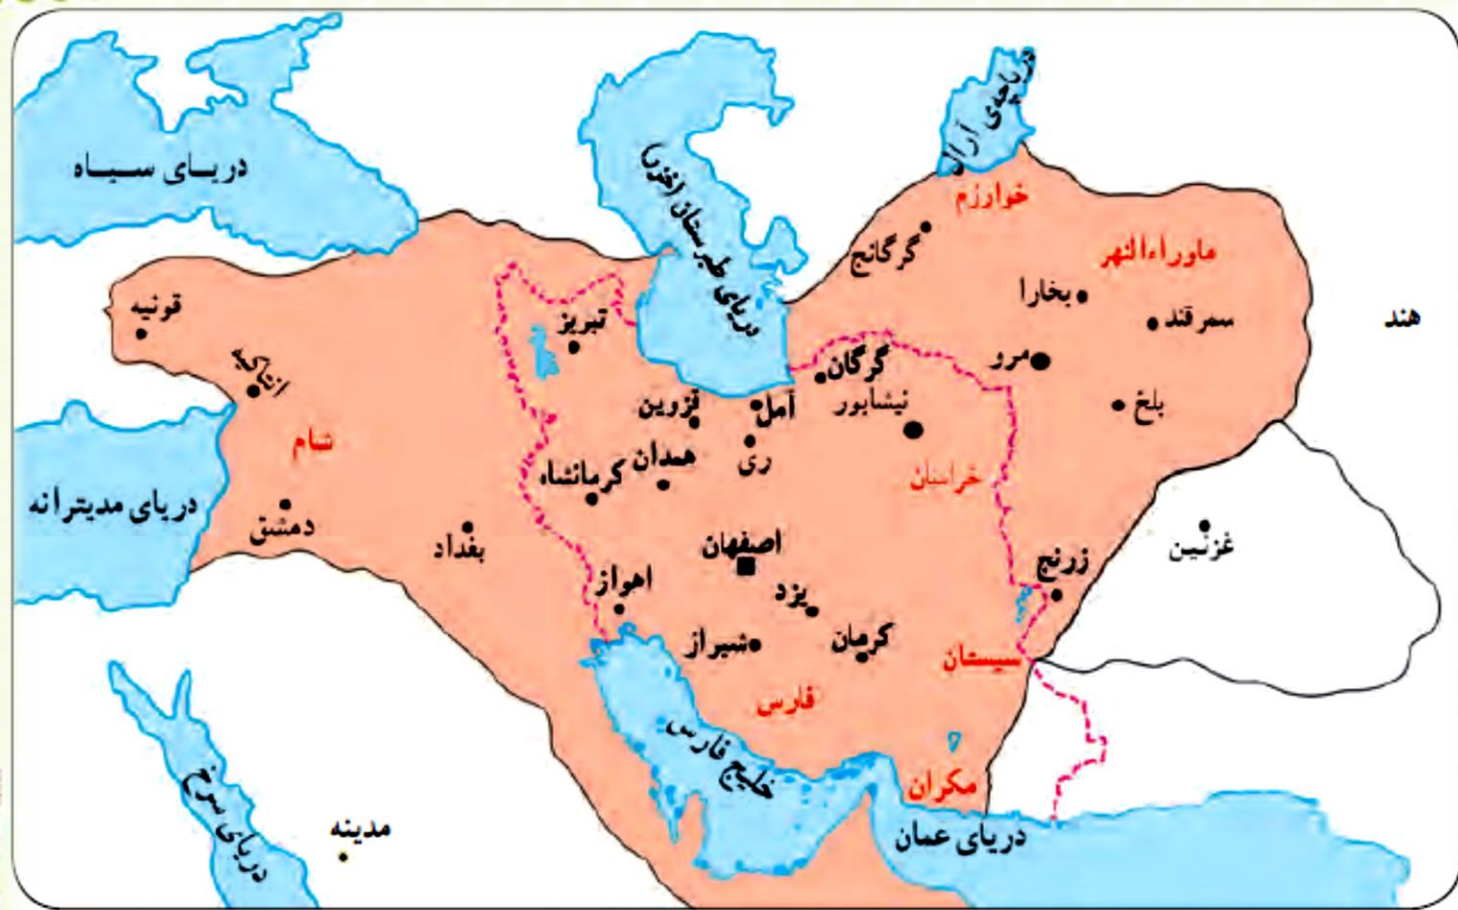 دریاچه‌ی آرال
دریای سیاه
دریای طبرستان (خزر)
خوارزم
گرگانج
ماوراءالنهر
بخارا
سمرقند
هند
قونیه
تبریز
مرو
انتاکیه
گرگان
نیشابور
بلخ
قزوین
آمل
شام
همدان
ری
کرمانشاه
خراسان
دریای مدیترانه
دمشق
بغداد
اصفهان
غزنین
زرنج
اهواز
یزد
شیراز
کرمان
سیستان
فارس
خلیج فارس
مکران
دریای سرخ
مدینه
دریای عمان